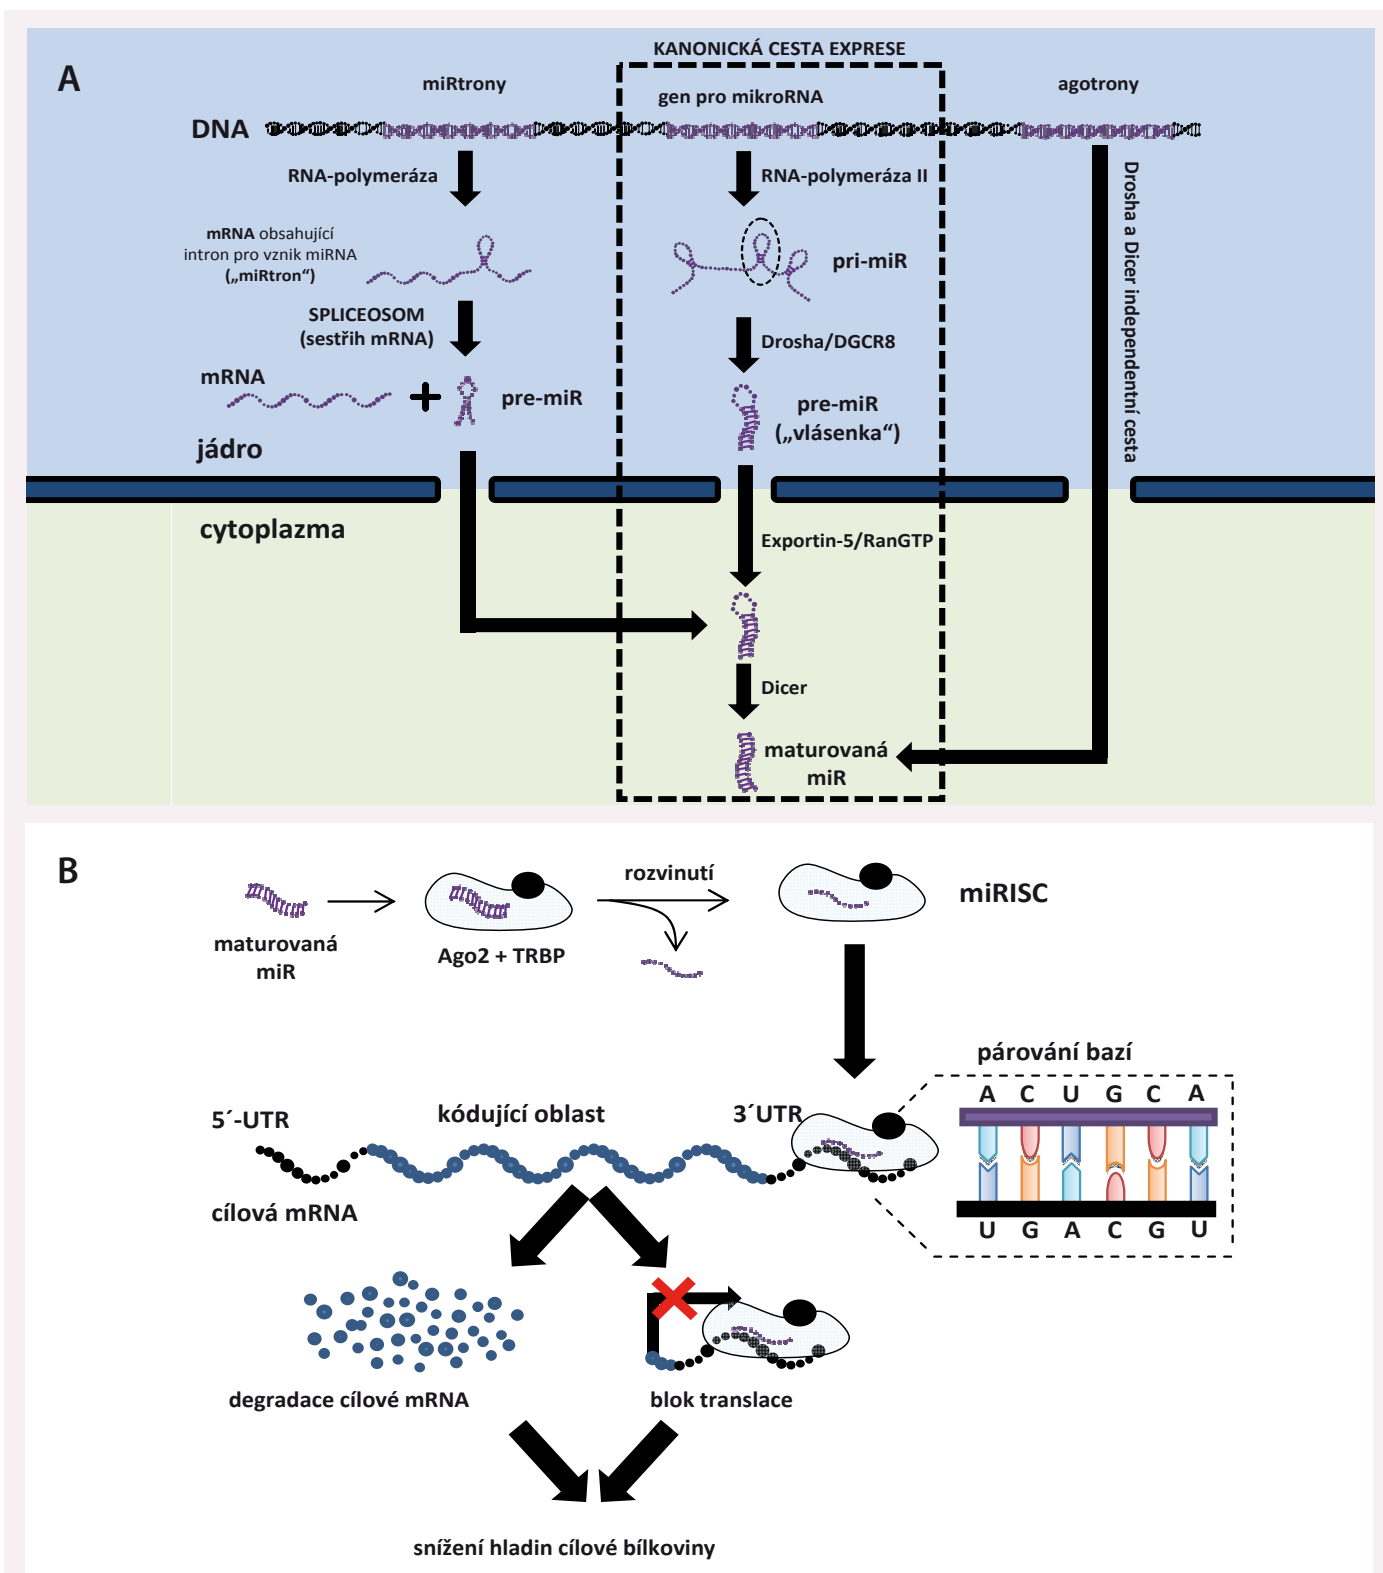 A
KANONICKÁ CESTA EXPRESE
miRtrony
gen pro mikroRNA
agotrony
DNA
RNA-polymeráza
RNA-polymeráza II
Drosha a Dicer independentní cesta
mRNA obsahující
intron pro vznik miRNA
(„miRtron“)
pri-miR
SPLICEOSOM
(sestřih mRNA)
Drosha/DGCR8
mRNA
pre-miR
pre-miR
(„vlásenka“)
jádro
cytoplazma
Exportin-5/RanGTP
Dicer
maturovaná
miR
B
rozvinutí
miRISC
maturovaná
miR
Ago2 + TRBP
párování bazí
A C U G C A
5´-UTR
kódující oblast
3´UTR
cílová mRNA
U G A C G U
degradace cílové mRNA
blok translace
snížení hladin cílové bílkoviny